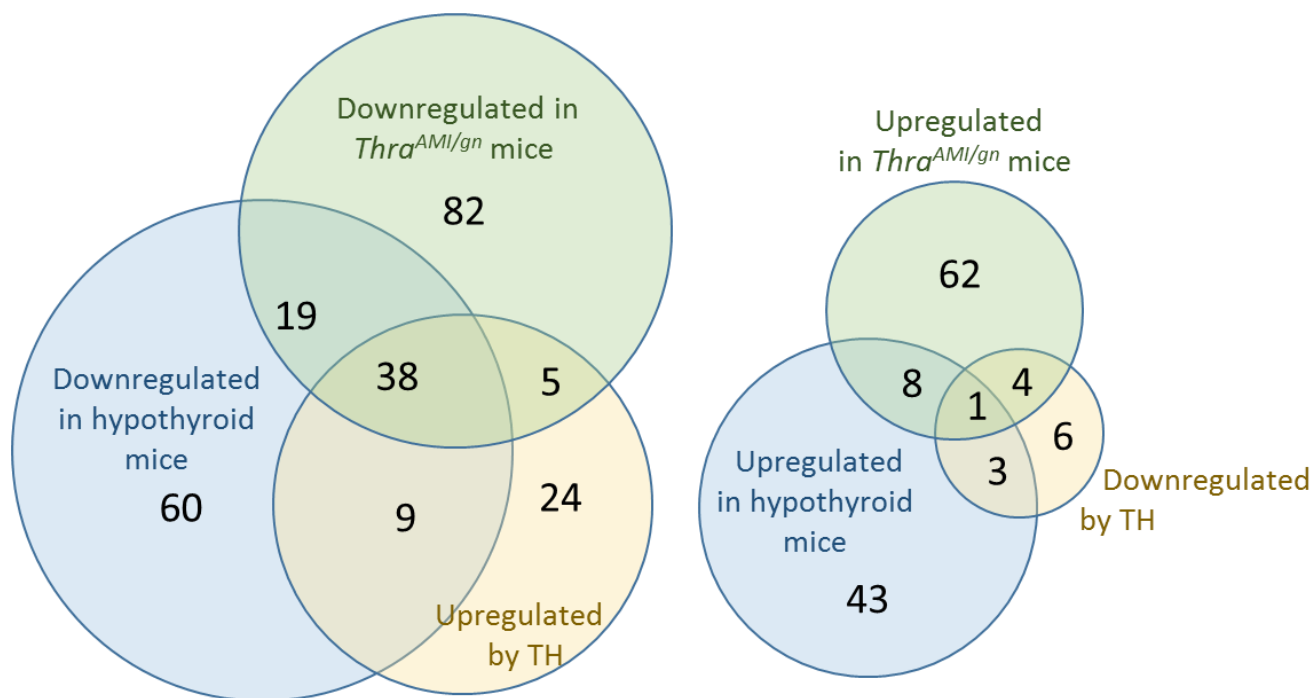 Downregulated in
Thra^AMI/gn mice
82
19
38
5
Downregulated
in hypothyroid
mice
60
9
24
Upregulated
by TH
Upregulated
in Thra^AMI/gn mice
62
8
1
4
6
3
Upregulated
in hypothyroid
mice
43
Downregulated
by TH